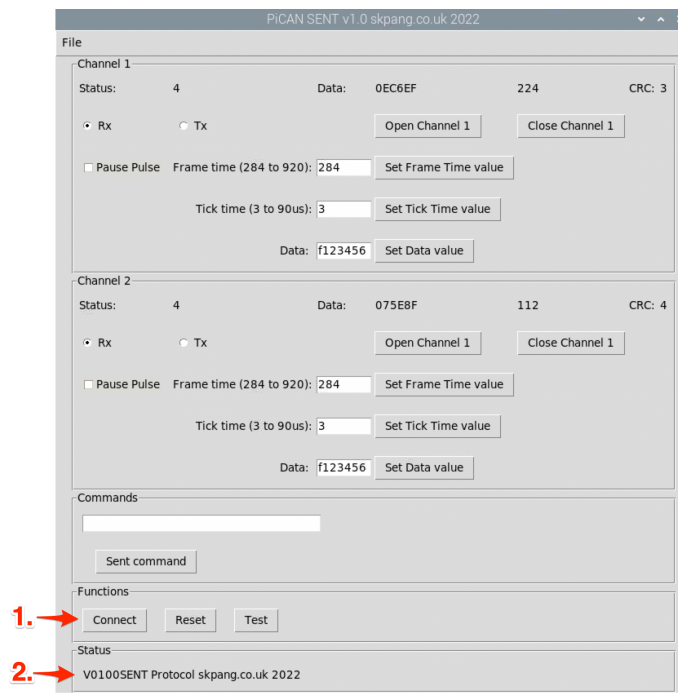 PiCAN SENT v1.0 skpang.co.uk 2022
File
Channel 1
Status: 4 Data: 0EC6EF 224 CRC: 3
Rx Tx Open Channel 1 Close Channel 1
Pause Pulse Frame time (284 to 920): 284 Set Frame Time value
Tick time (3 to 90us): 3 Set Tick Time value
Data: f123456 Set Data value
Channel 2
Status: 4 Data: 075E8F 112 CRC: 4
Rx Tx Open Channel 1 Close Channel 1
Pause Pulse Frame time (284 to 920): 284 Set Frame Time value
Tick time (3 to 90us): 3 Set Tick Time value
Data: f123456 Set Data value
Commands
Sent command
Functions
1. Connect Reset Test
Status
2. V0100SENT Protocol skpang.co.uk 2022